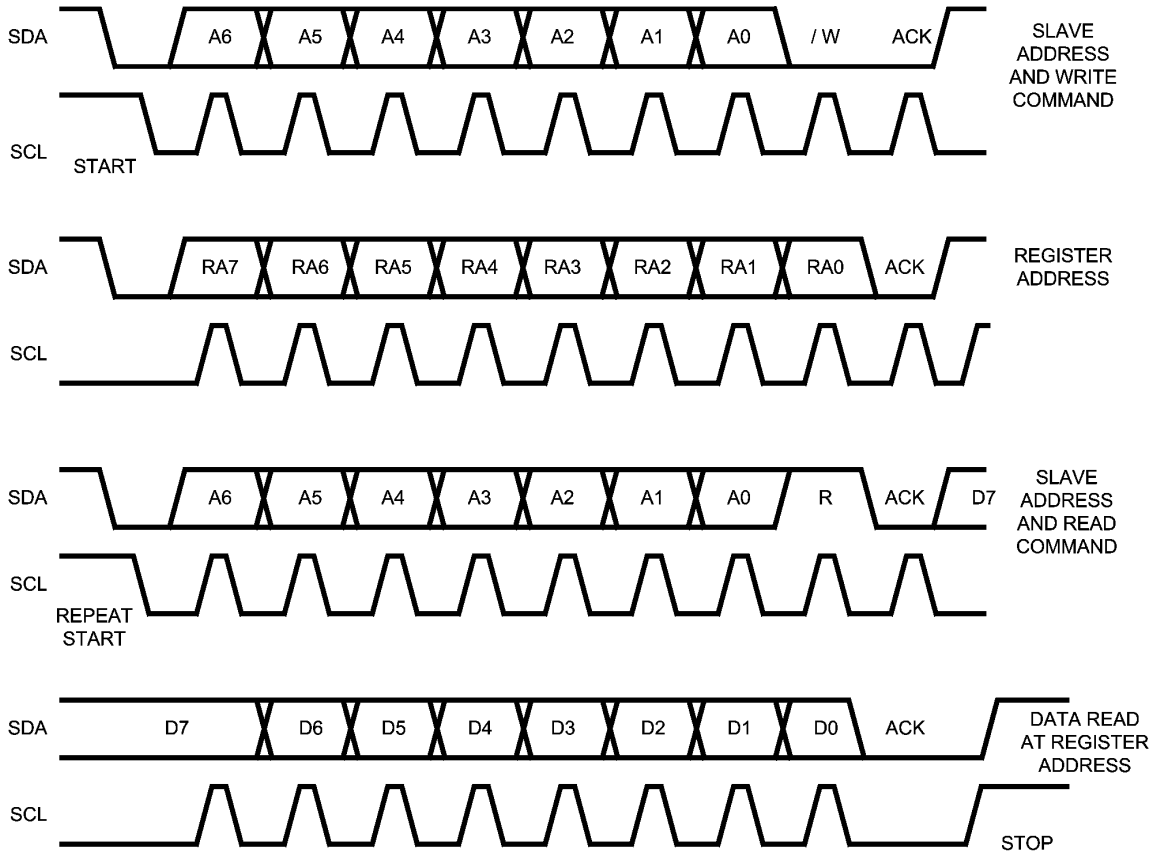 SDA A6 A5 A4 A3 A2 A1 A0 / W ACK
SLAVE
ADDRESS
AND WRITE
COMMAND
SCL
START
SDA RA7 RA6 RA5 RA4 RA3 RA2 RA1 RA0 ACK
REGISTER
ADDRESS
SCL
SDA A6 A5 A4 A3 A2 A1 A0 R ACK D7
SLAVE
ADDRESS
AND READ
COMMAND
SCL
REPEAT
START
SDA D7 D6 D5 D4 D3 D2 D1 D0 ACK
DATA READ
AT REGISTER
ADDRESS
SCL
STOP